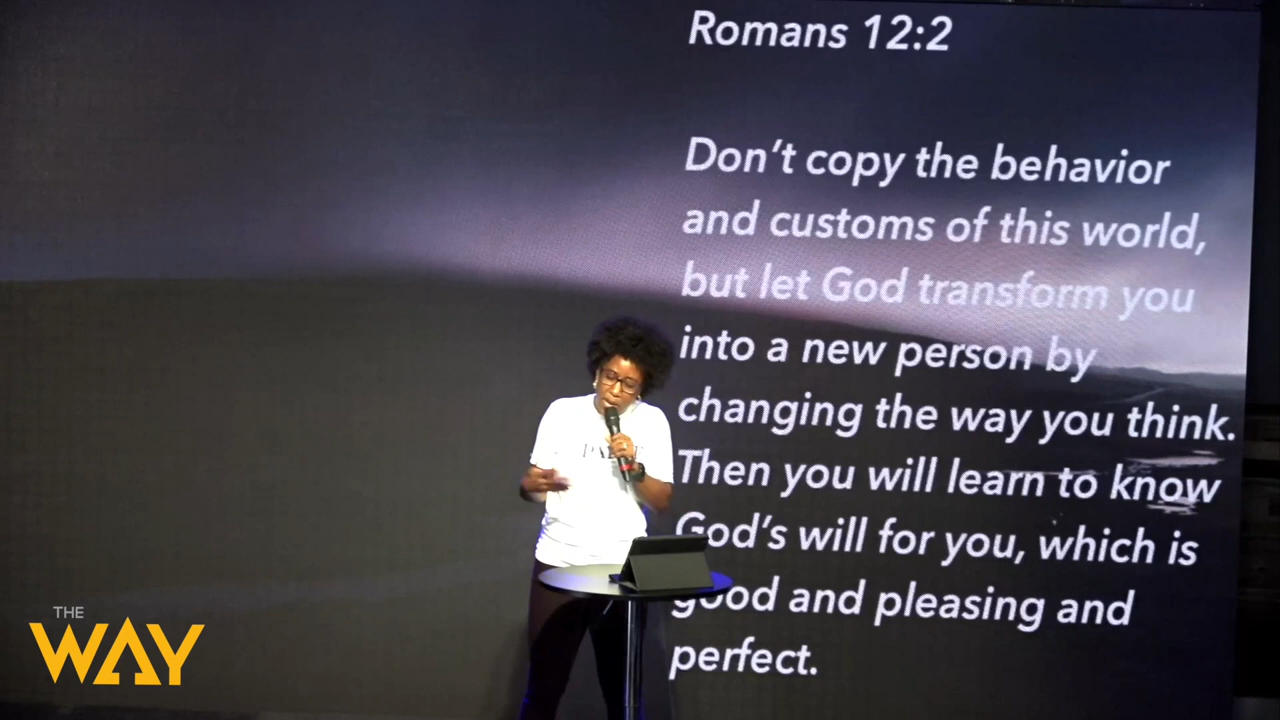 Romans 12:2
Don't copy the behavior
and customs of this world,
but let God transform you
into a new person by
changing the way you think.
Then you will learn to know
God's will for you, which is
good and pleasing and
perfect.
THE
WAY